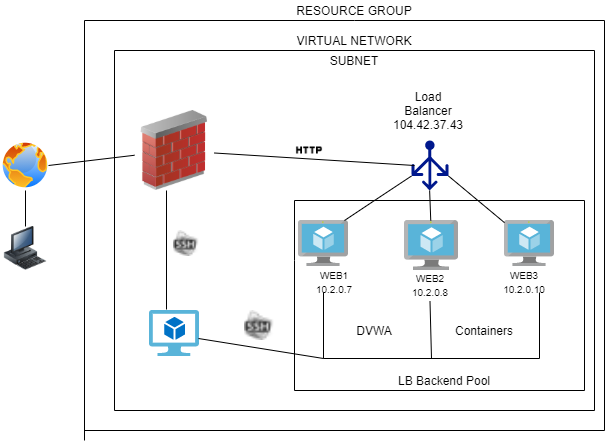 RESOURCE GROUP
VIRTUAL NETWORK
SUBNET
Load
Balancer
104.42.37.43
HTTP
SSH
WEB1
10.2.0.7
WEB2
10.2.0.8
WEB3
10.2.0.10
SSH
DVWA
Containers
LB Backend Pool